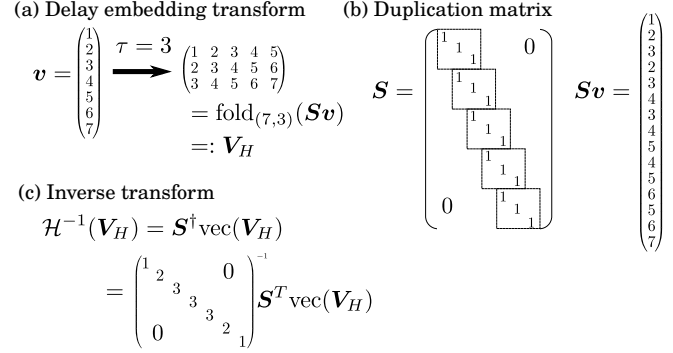 (a) Delay embedding transform
v = (1 2 3 4 5 6 7) τ = 3
1 2 3 4 5
2 3 4 5 6
3 4 5 6 7
= fold(7,3)(Sv)
=: V_H
(b) Duplication matrix
S =
1 1 1 0
1 1 1
1 1 1
1 1 1
0 1 1 1
Sv = (1 2 3 2 3 4 3 4 5 4 5 6 5 6 7)
(c) Inverse transform
ℋ⁻¹(V_H) = S†vec(V_H)
= (1 2 3 3 3 2 1 0 0)⁻¹ Sᵀvec(V_H)